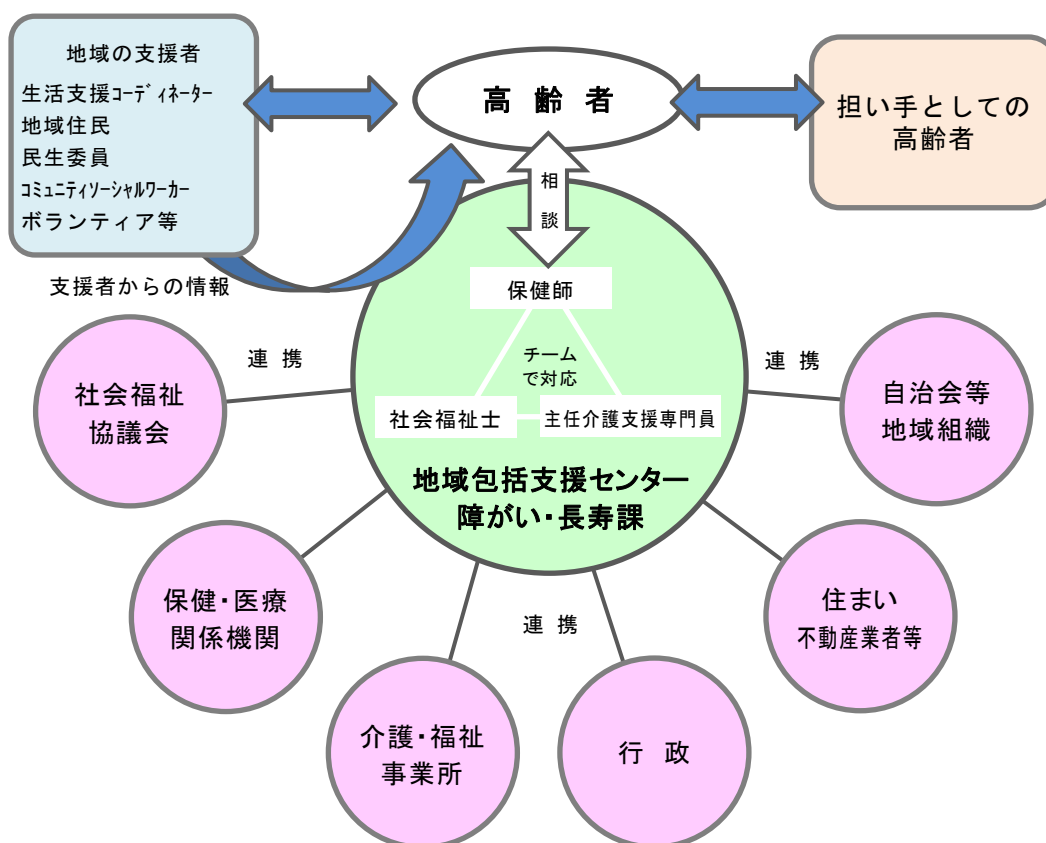 地域の支援者
生活支援ｺｰﾃﾞｨﾈｰﾀｰ
地域住民
民生委員
ｺﾐｭﾆﾃｨｿｰｼｬﾙﾜｰｶｰ
ボランティア等
高齢者
担い手としての
高齢者
相談
支援者からの情報
保健師
チーム
で対応
社会福祉士
主任介護支援専門員
地域包括支援センター
障がい・長寿課
連携
連携
社会福祉
協議会
自治会等
地域組織
保健・医療
関係機関
住まい
不動産業者等
連携
介護・福祉
事業所
行政